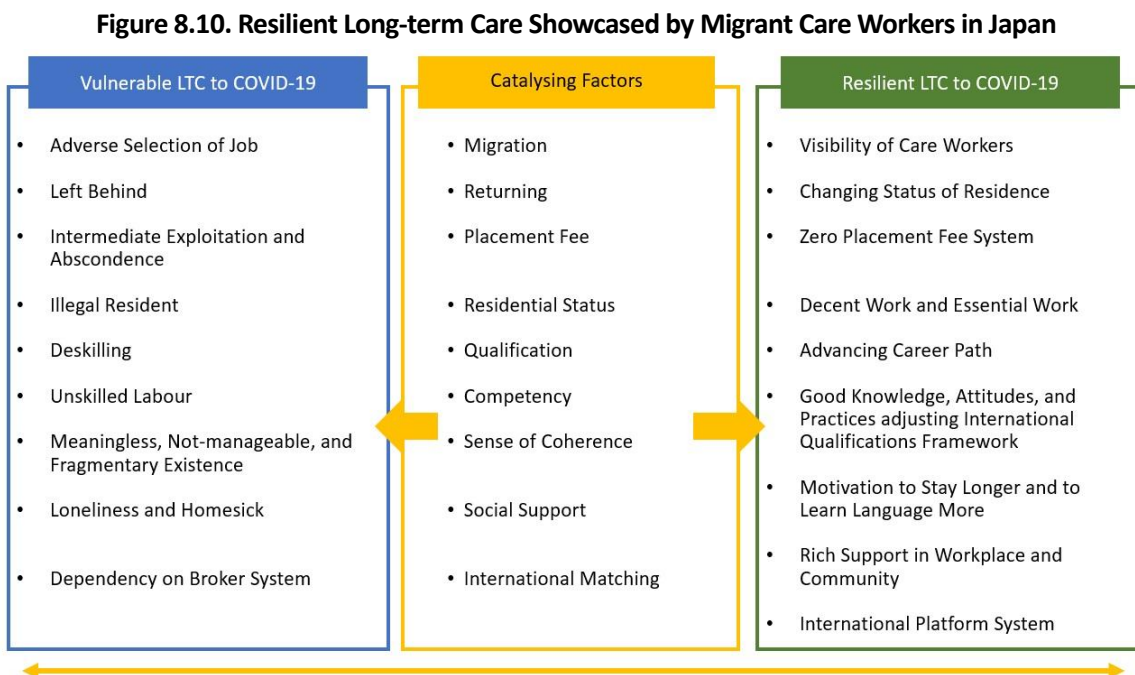 Figure 8.10. Resilient Long-term Care Showcased by Migrant Care Workers in Japan
Vulnerable LTC to COVID-19
• Adverse Selection of Job
• Left Behind
• Intermediate Exploitation and
Abscondence
• Illegal Resident
• Deskilling
• Unskilled Labour
• Meaningless, Not-manageable, and
Fragmentary Existence
• Loneliness and Homesick
• Dependency on Broker System
Catalysing Factors
• Migration
• Returning
• Placement Fee
• Residential Status
• Qualification
• Competency
• Sense of Coherence
• Social Support
• International Matching
Resilient LTC to COVID-19
• Visibility of Care Workers
• Changing Status of Residence
• Zero Placement Fee System
• Decent Work and Essential Work
• Advancing Career Path
• Good Knowledge, Attitudes, and
Practices adjusting International
Qualifications Framework
• Motivation to Stay Longer and to
Learn Language More
• Rich Support in Workplace and
Community
• International Platform System